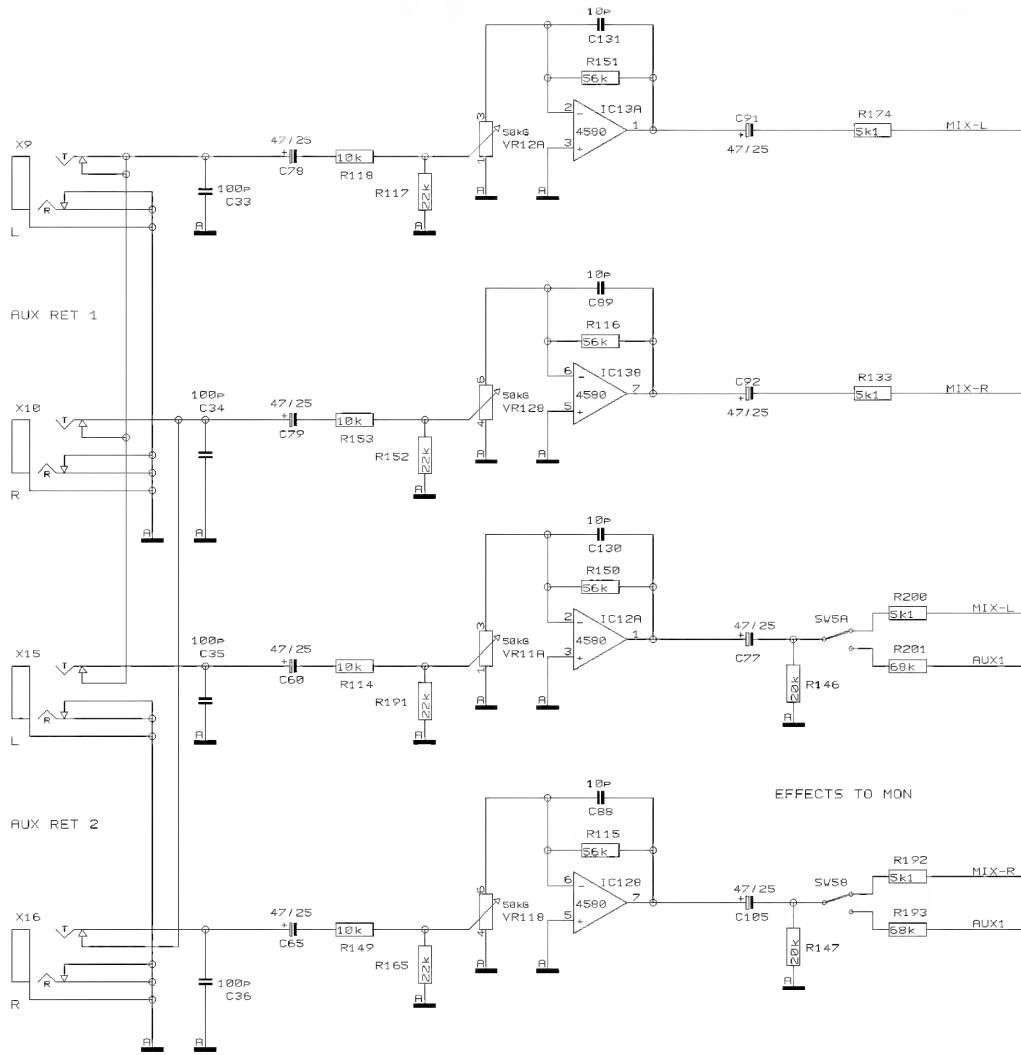 10p
C131
R151
56k
IC13A
3 50kG 2 4580 1
VR12A
1 3
C91
47/25
R174
5k1
MIX-L
X9
T
R
L
47/25
C78
10k
R118
R117
22k
100p
C33
A A A A
AUX RET 1
10p
C89
R116
56k
IC13B
6 50kG 6 4580 7
VR12B
4 5
C92
47/25
R133
5k1
MIX-R
X10
T
R
R
100p
C34
47/25
C79
10k
R153
R152
22k
A A A
A A
10p
C130
R150
56k
IC12A
3 50kG 2 4580 1
VR11A
1 3
47/25
C77
R146
20k
SW5A
R200
5k1
MIX-L
R201
68k
AUX1
X15
T
R
L
100p
C35
47/25
C60
10k
R114
R191
22k
A A A A A
AUX RET 2
10p
C88
R115
56k
IC12B
6 50kG 6 4580 7
VR11B
4 5
47/25
C105
R147
20k
EFFECTS TO MON
SW5B
R192
5k1
MIX-R
R193
68k
AUX1
X16
T
R
R
47/25
C65
10k
R149
R165
22k
100p
C36
A A A A
A A